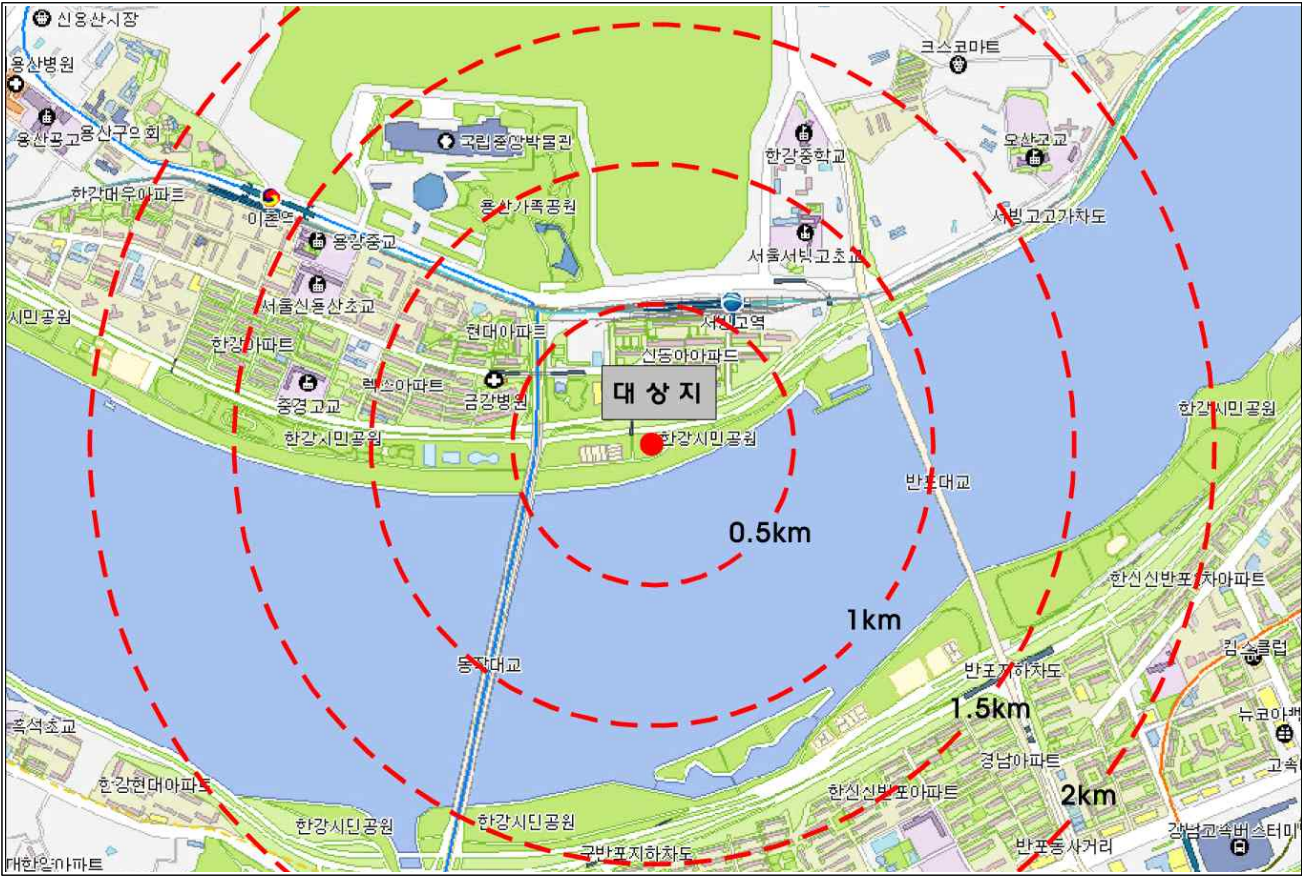 신용산시장
크스코마트
용산병원
용산공고
용산구의회
국립중앙박물관
한강중학교
오산고교
한강대우아파트
이촌역
용산가족공원
용강중교
서빙고고가차도
서울서빙고초교
서울신용산초교
시민공원
현대아파트
서빙고역
한강아파트
신동아아파드
렉스아파트
금강병원
대상지
중경고교
한강시민공원
한강시민공원
한강시민공원
반포대교
0.5km
한신신반포2차아파트
1km
킴스클럽
동작대교
반포지하차도
1.5km
뉴코아백
흑석초교
경남아파트
고속
한강현대아파트
한신신반포아파트
2km
한강시민공원
한강시민공원
강남고속버스터미
반포동사거리
구반포지하차도
대한양아파트